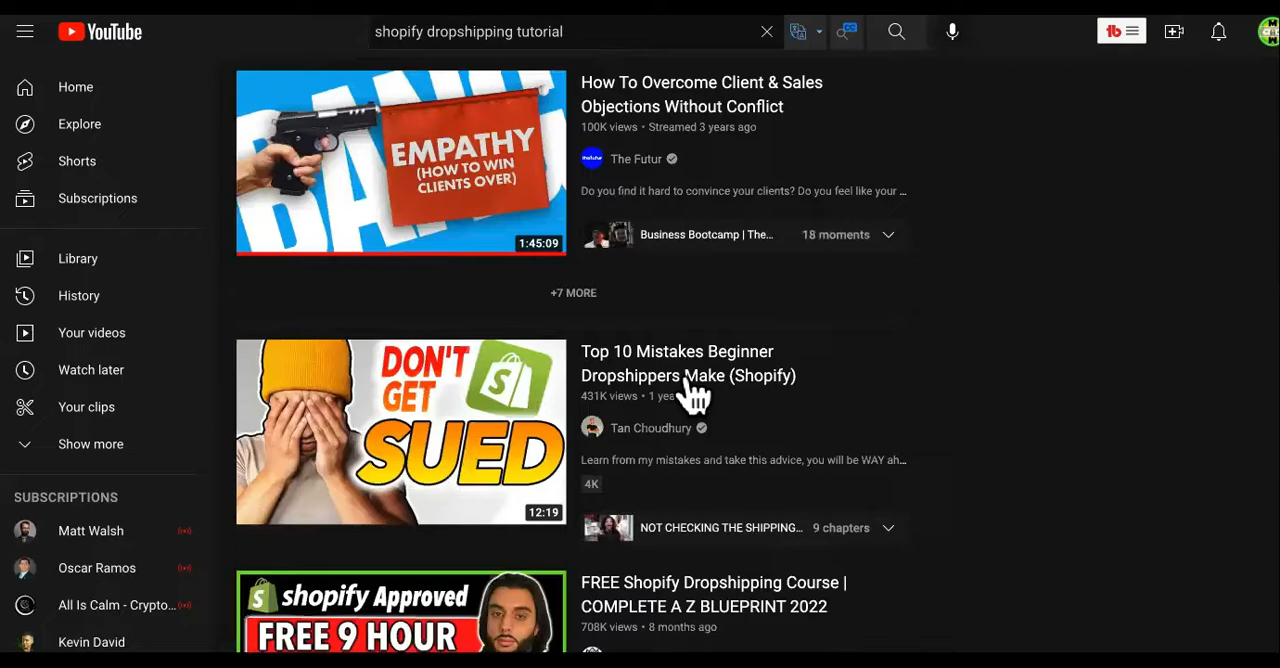 YouTube
shopify dropshipping tutorial
Home
Explore
Shorts
Subscriptions
Library
History
Your videos
Watch later
Your clips
Show more
SUBSCRIPTIONS
Matt Walsh
Oscar Ramos
All Is Calm - Crypto...
Kevin David
EMPATHY
(HOW TO WIN
CLIENTS OVER)
1:45:09
How To Overcome Client & Sales
Objections Without Conflict
100K views • Streamed 3 years ago
The Futur
Do you find it hard to convince your clients? Do you feel like your ...
Business Bootcamp | The...
18 moments
+7 MORE
DON'T
GET
SUED
12:19
Top 10 Mistakes Beginner
Dropshippers Make (Shopify)
431K views • 1
Tan Choudhury
Learn from my mistakes and take this advice, you will be WAY ah...
4K
NOT CHECKING THE SHIPPING...
9 chapters
shopify Approved
FREE 9 HOUR
FREE Shopify Dropshipping Course |
COMPLETE A Z BLUEPRINT 2022
708K views • 8 months ago